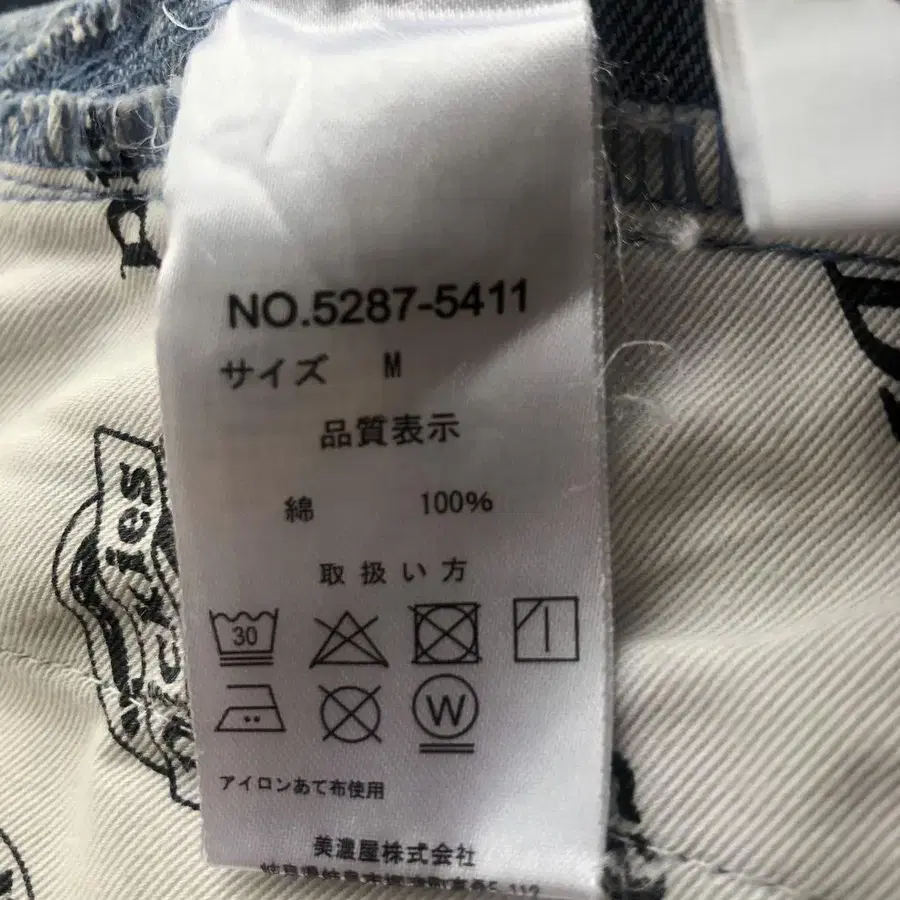 NO.5287-5411
サイズ M
品質表示
綿 100%
取扱い方
30
W
アイロンあて布使用
美濃屋株式会社
Dickies